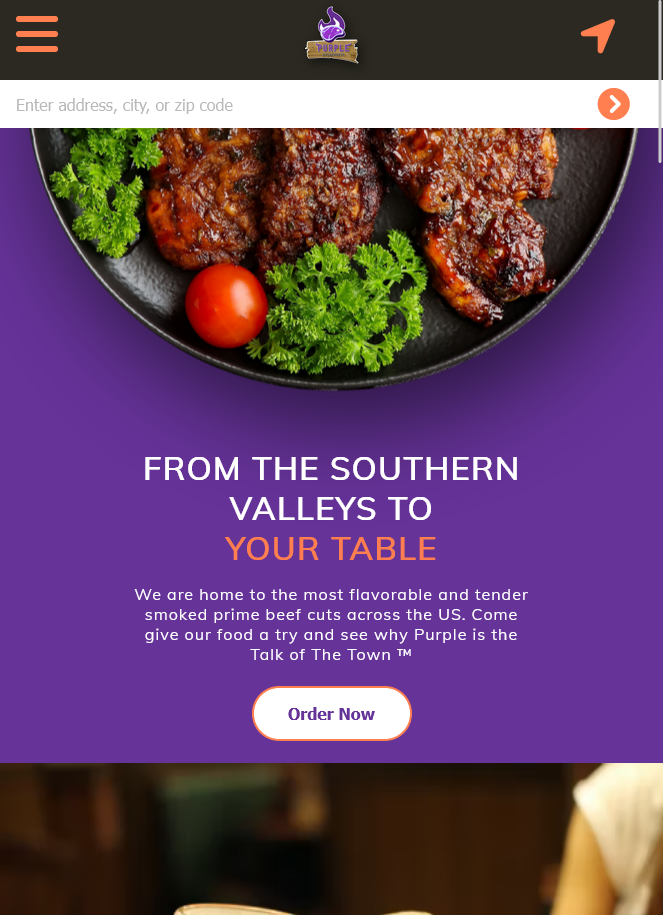 PURPLE
Enter address, city, or zip code
FROM THE SOUTHERN
VALLEYS TO
YOUR TABLE
We are home to the most flavorable and tender
smoked prime beef cuts across the US. Come
give our food a try and see why Purple is the
Talk of The Town ™
Order Now